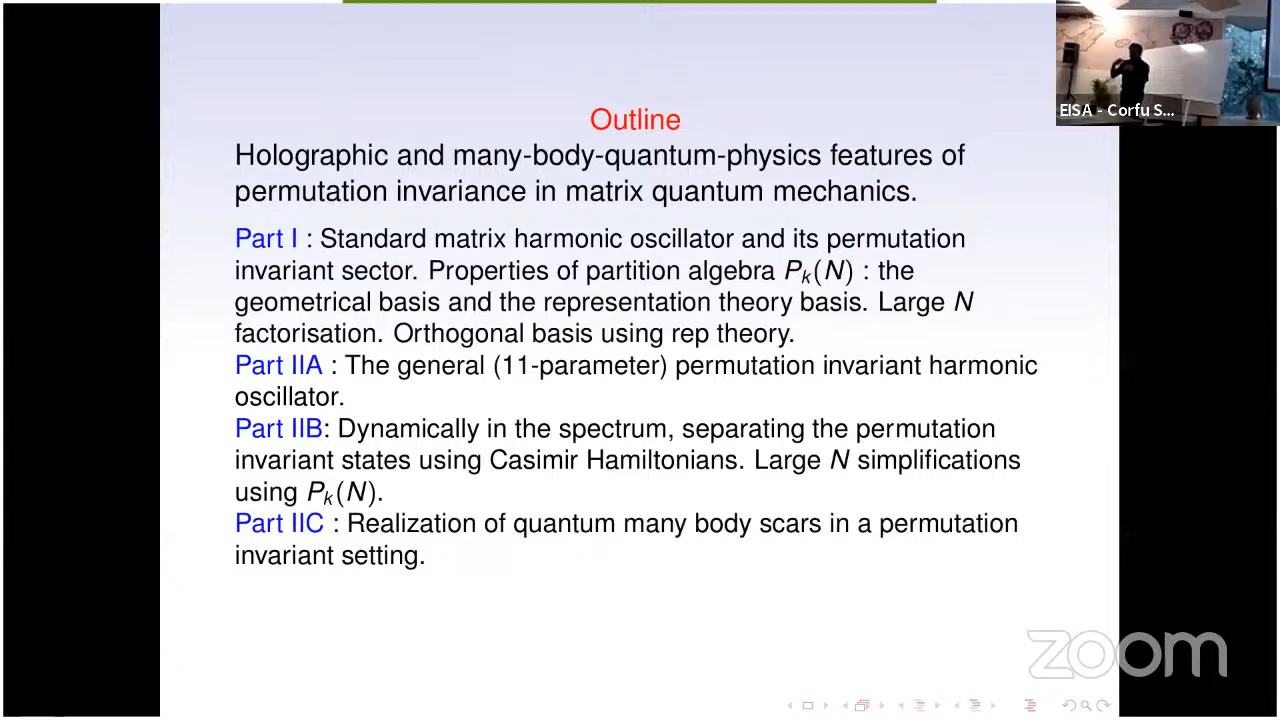 EISA - Corfu S...
Outline
Holographic and many-body-quantum-physics features of
permutation invariance in matrix quantum mechanics.
Part I : Standard matrix harmonic oscillator and its permutation
invariant sector. Properties of partition algebra Pₖ(N) : the
geometrical basis and the representation theory basis. Large N
factorisation. Orthogonal basis using rep theory.
Part IIA : The general (11-parameter) permutation invariant harmonic
oscillator.
Part IIB: Dynamically in the spectrum, separating the permutation
invariant states using Casimir Hamiltonians. Large N simplifications
using Pₖ(N).
Part IIC : Realization of quantum many body scars in a permutation
invariant setting.
zoom